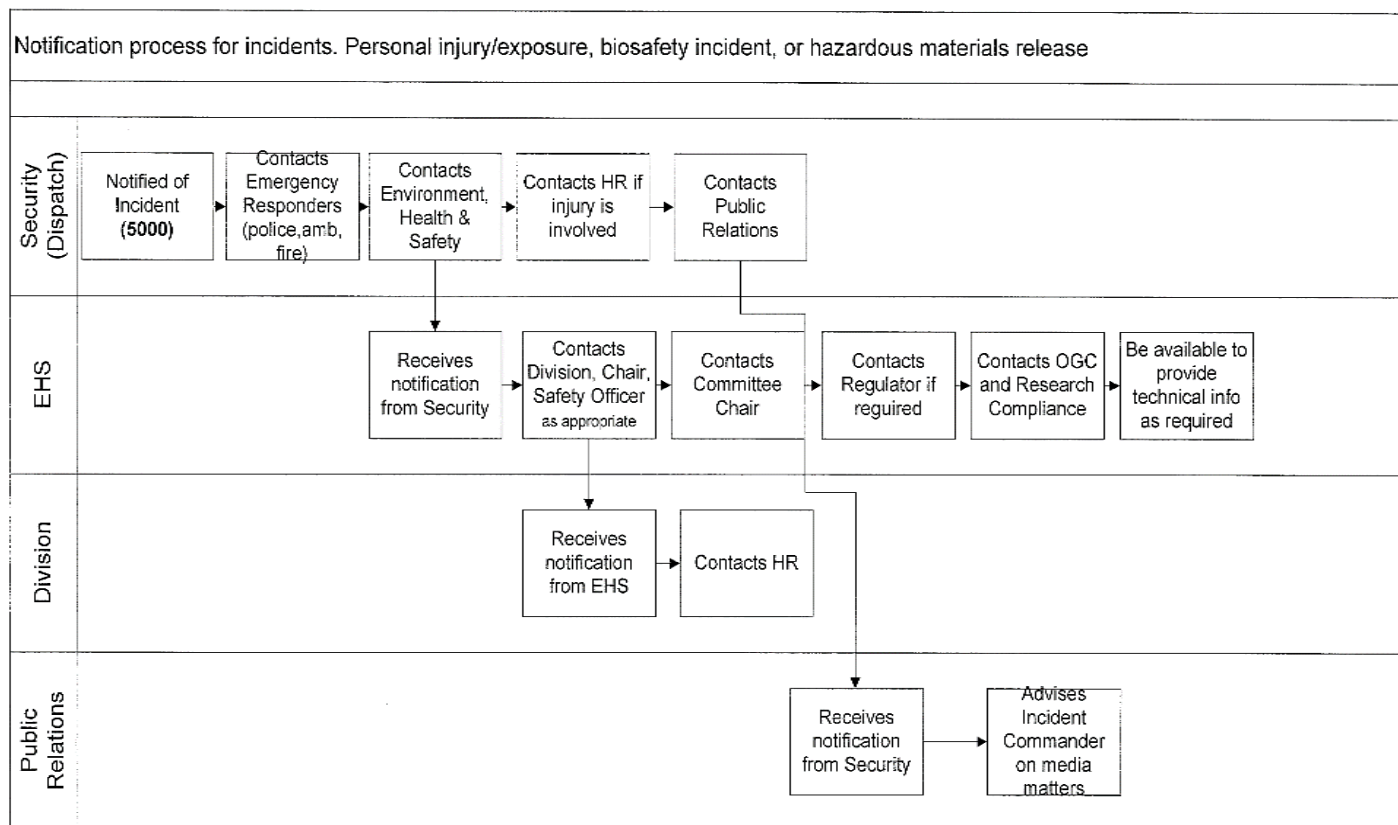 Notification process for incidents. Personal injury/exposure, biosafety incident, or hazardous materials release
Security
(Dispatch)
Notified of
Incident
(5000)
Contacts
Emergency
Responders
(police,amb,
fire)
Contacts
Environment,
Health &
Safety
Contacts HR if
injury is
involved
Contacts
Public
Relations
EHS
Receives
notification
from Security
Contacts
Division, Chair,
Safety Officer
as appropriate
Contacts
Committee
Chair
Contacts
Regulator if
reguired
Contacts OGC
and Research
Compliance
Be available to
provide
technical info
as required
Division
Receives
notification
from EHS
Contacts HR
Public
Relations
Receives
notification
from Security
Advises
Incident
Commander
on media
matters